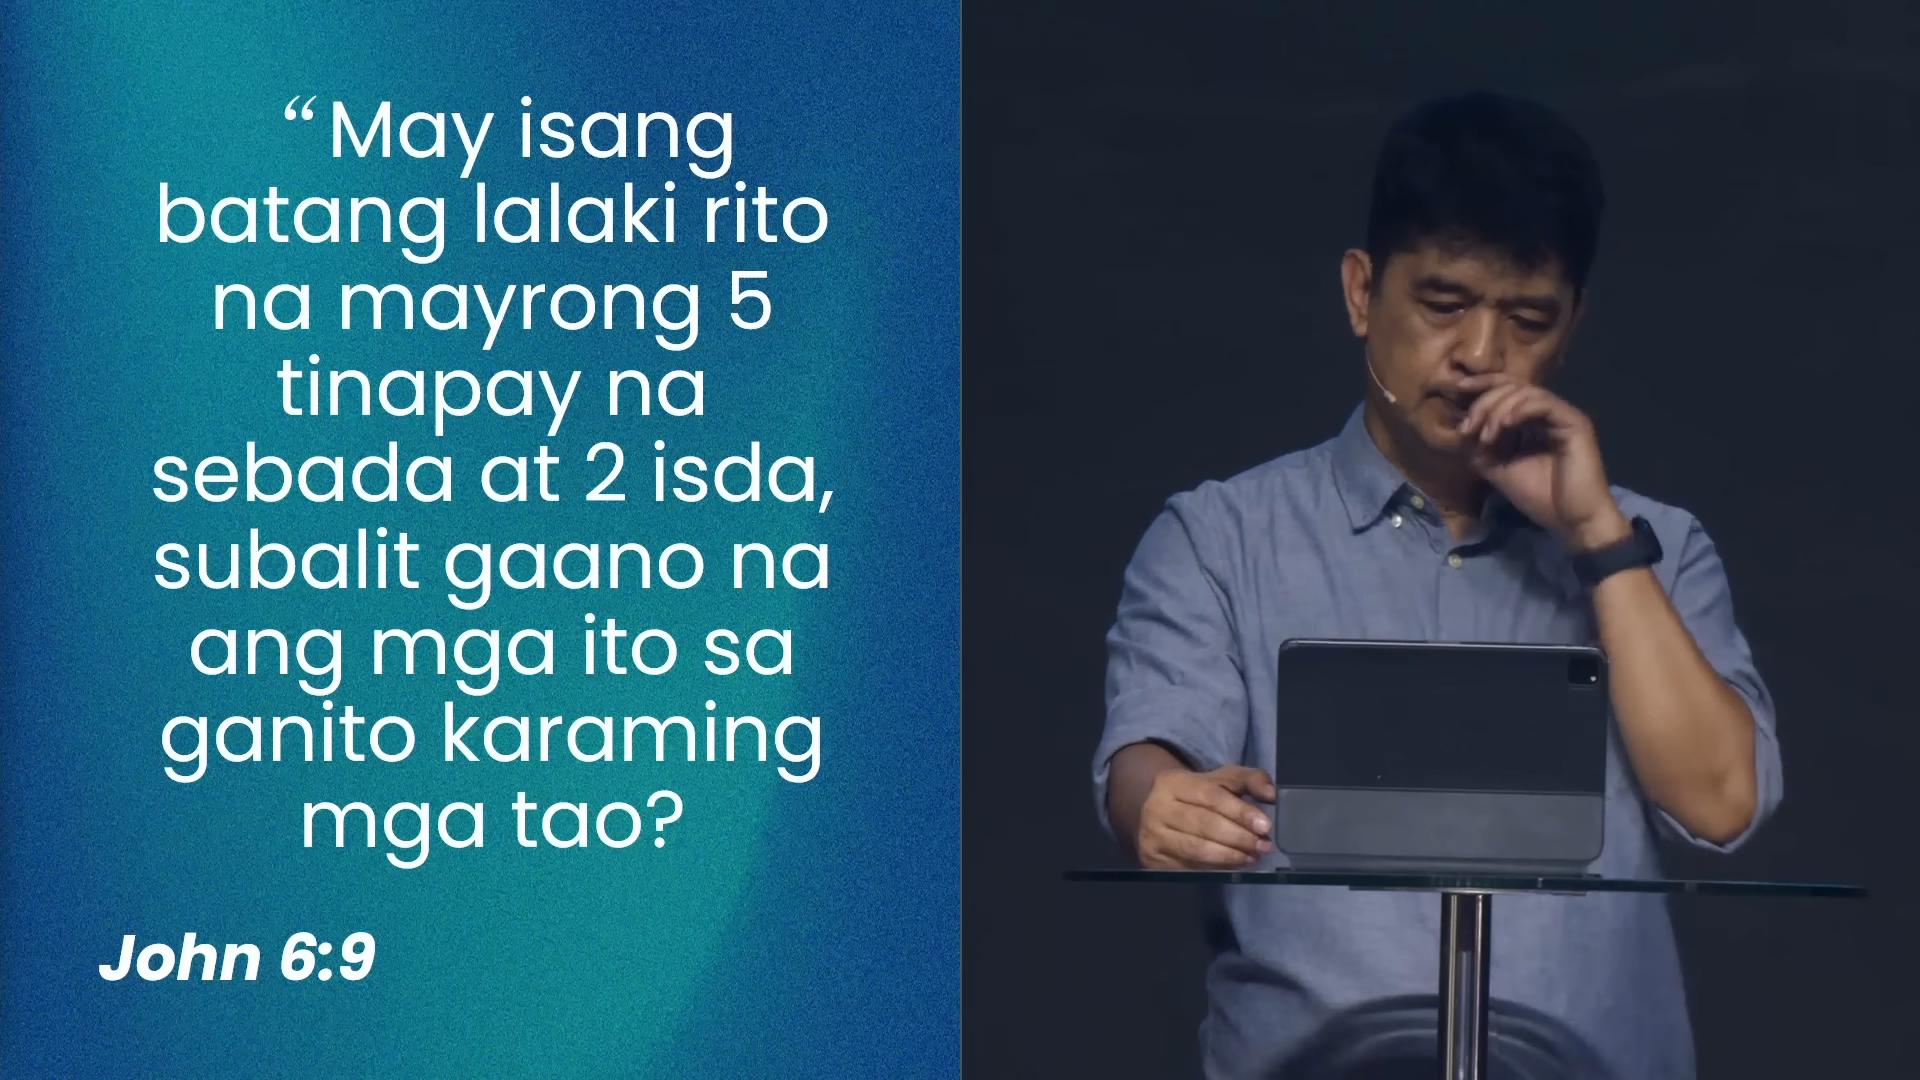 “May isang
batang lalaki rito
na mayrong 5
tinapay na
sebada at 2 isda,
subalit gaano na
ang mga ito sa
ganito karaming
mga tao?
John 6:9